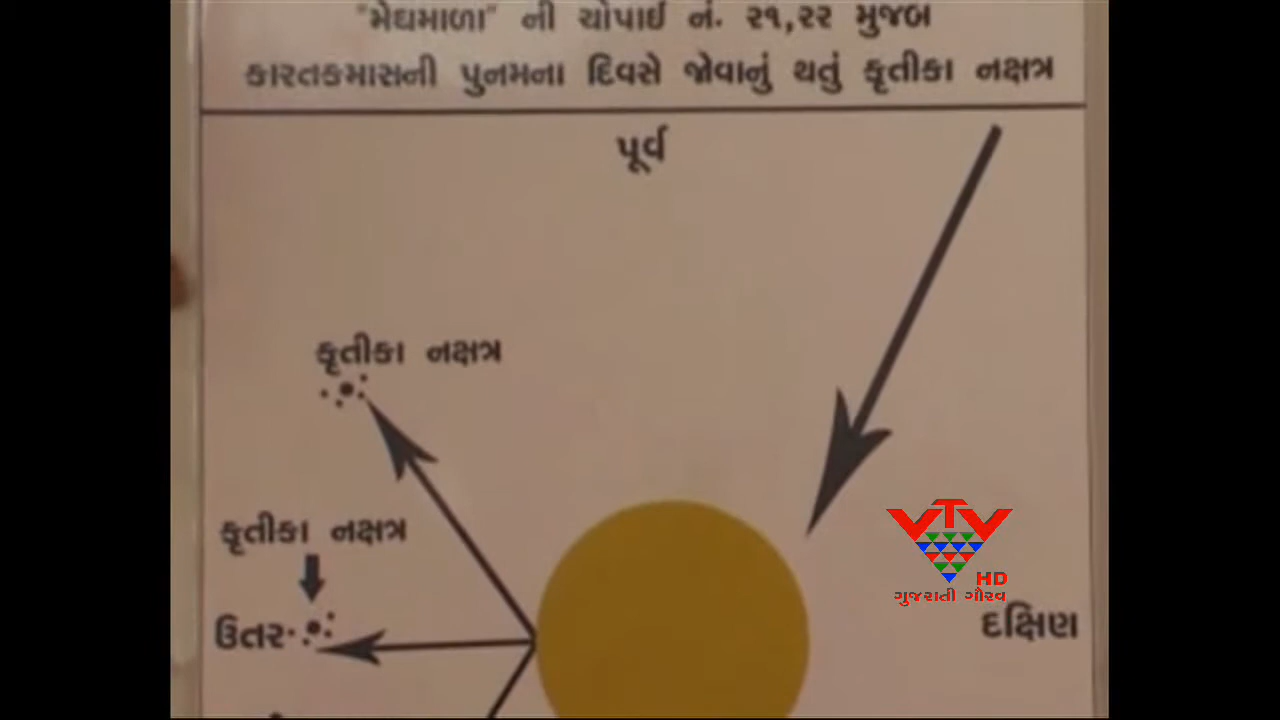 "મેઘમાળા" ની ચોપાઈ નં. ૨૧,૨૨ મુજબ
કારતકમાસની પુનમના દિવસે જોવાનું થતું કૃતીકા નક્ષત્ર
પૂર્વ
કૃતીકા નક્ષત્ર
કૃતીકા નક્ષત્ર
VTV
HD
ગુજરાતી ગૌરવ
ઉતર
દક્ષિણ